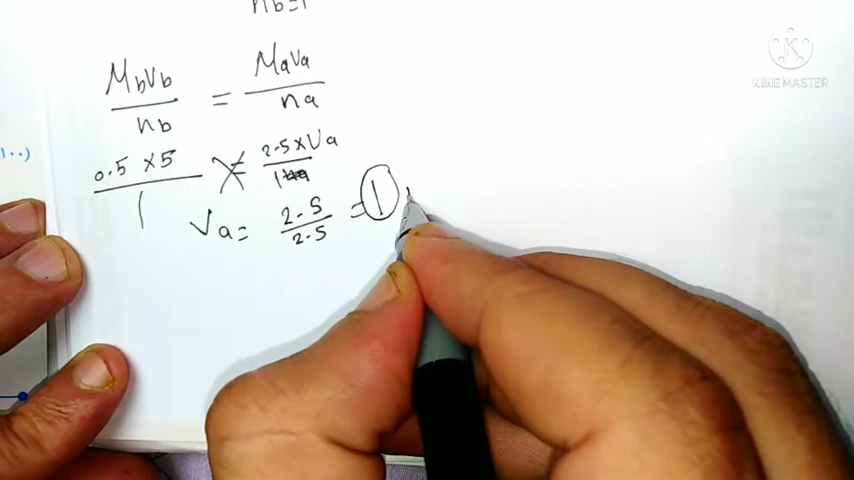 nb=1
MbVb = MaVa
nb na
0.5 × 5 = 2.5 × Va
1 1
Va = 2.5 = 1
2.5
K
KINEMASTER